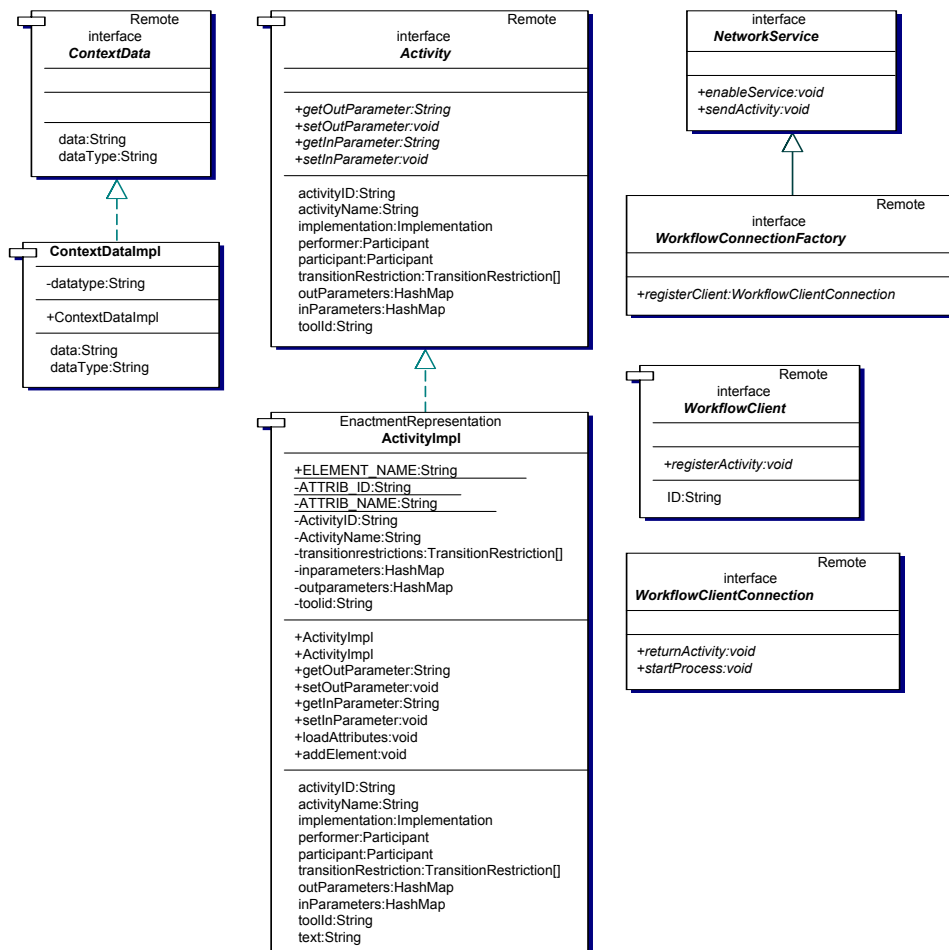 Remote
interface
ContextData
data:String
dataType:String
ContextDataImpl
-datatype:String
+ContextDataImpl
data:String
dataType:String
Remote
interface
Activity
+getOutParameter:String
+setOutParameter:void
+getInParameter:String
+setInParameter:void
activityID:String
activityName:String
implementation:Implementation
performer:Participant
participant:Participant
transitionRestriction:TransitionRestriction[]
outParameters:HashMap
inParameters:HashMap
toolId:String
EnactmentRepresentation
ActivityImpl
+ELEMENT_NAME:String
-ATTRIB_ID:String
-ATTRIB_NAME:String
-ActivityID:String
-ActivityName:String
-transitionrestrictions:TransitionRestriction[]
-inparameters:HashMap
-outparameters:HashMap
-toolid:String
+ActivityImpl
+ActivityImpl
+getOutParameter:String
+setOutParameter:void
+getInParameter:String
+setInParameter:void
+loadAttributes:void
+addElement:void
activityID:String
activityName:String
implementation:Implementation
performer:Participant
participant:Participant
transitionRestriction:TransitionRestriction[]
outParameters:HashMap
inParameters:HashMap
toolId:String
text:String
interface
NetworkService
+enableService:void
+sendActivity:void
Remote
interface
WorkflowConnectionFactory
+registerClient:WorkflowClientConnection
Remote
interface
WorkflowClient
+registerActivity:void
ID:String
Remote
interface
WorkflowClientConnection
+returnActivity:void
+startProcess:void